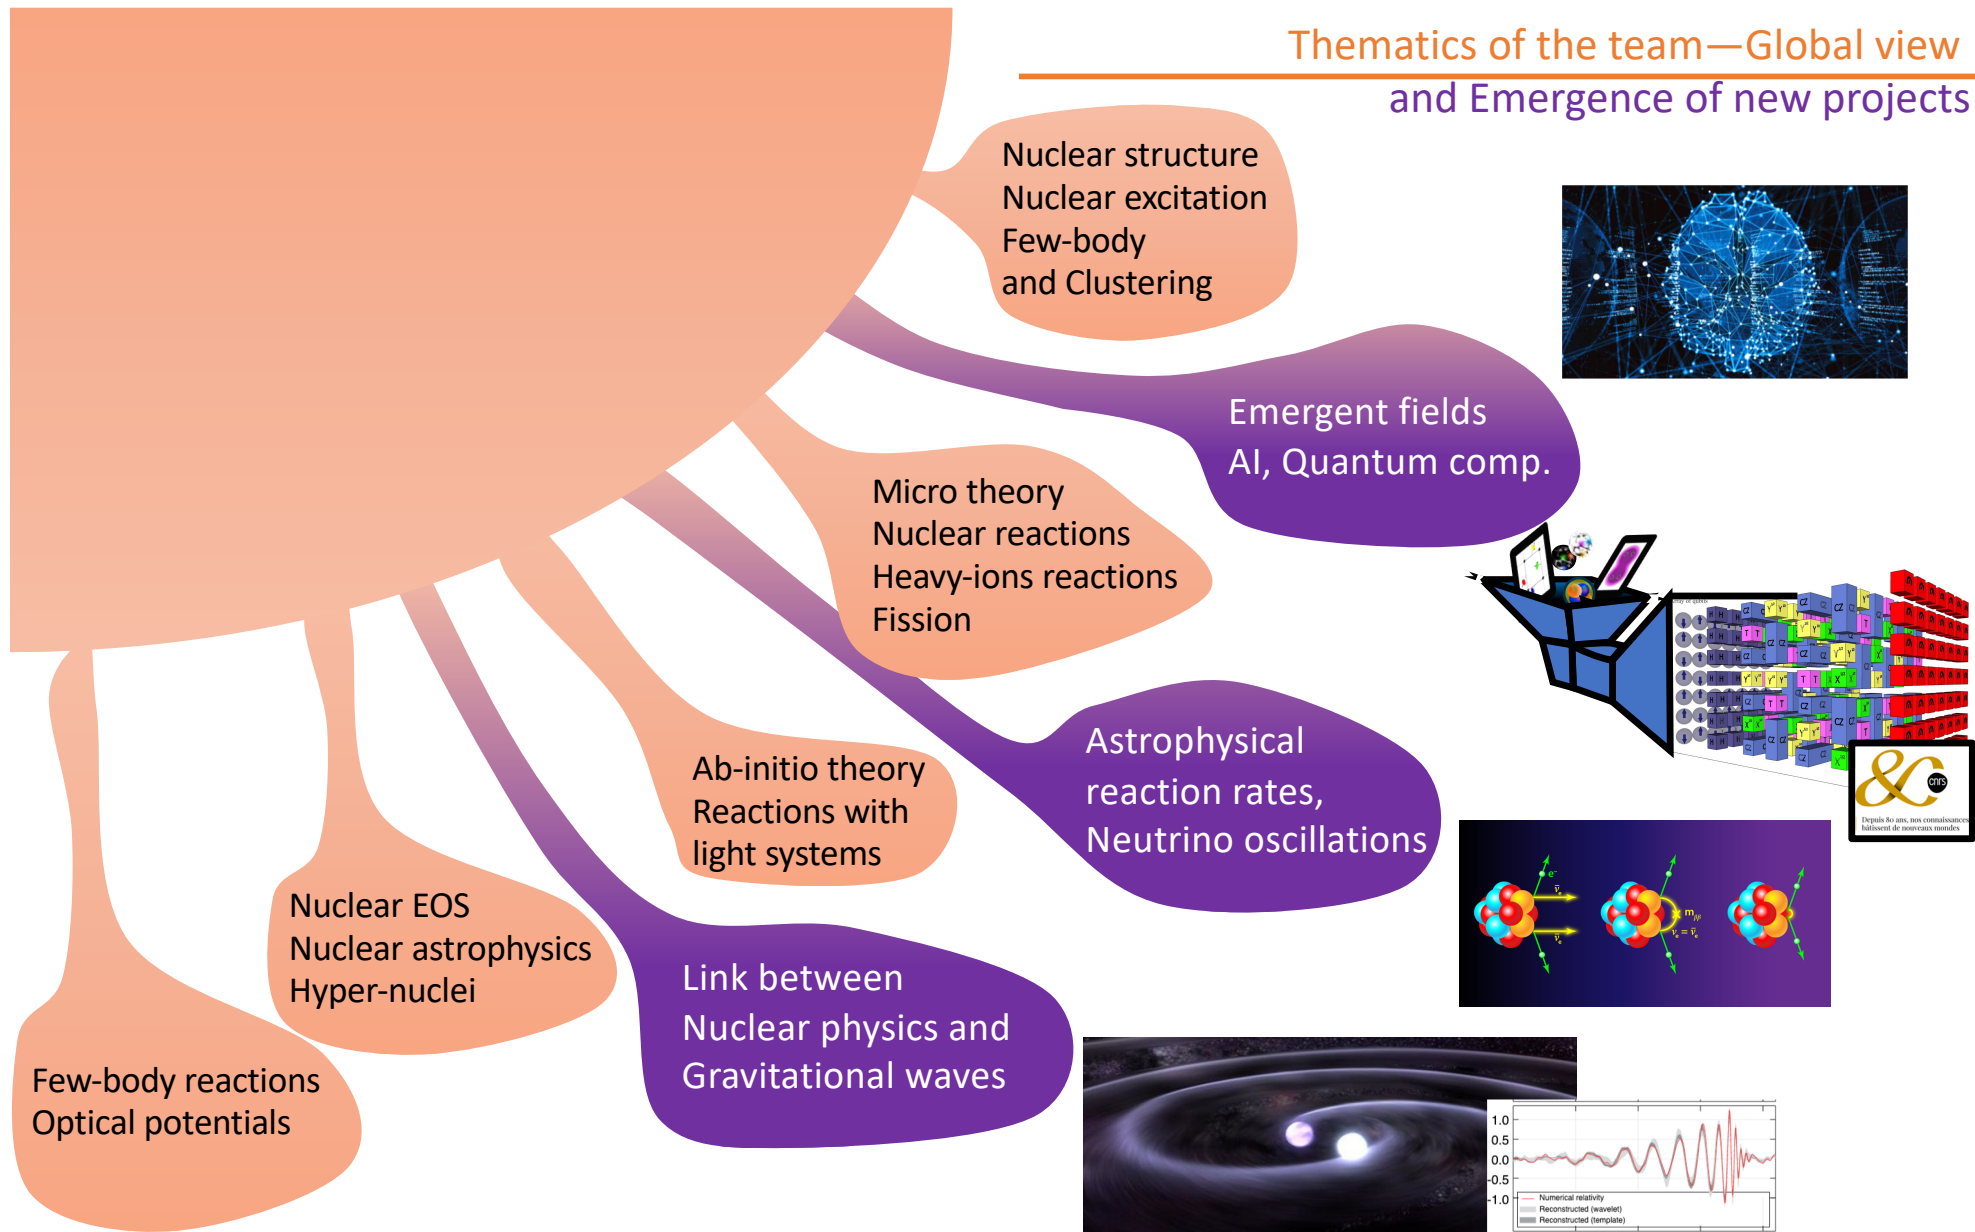 Thematics of the team—Global view
and Emergence of new projects
Nuclear structure
Nuclear excitation
Few-body
and Clustering
Emergent fields
AI, Quantum comp.
Micro theory
Nuclear reactions
Heavy-ions reactions
Fission
Astrophysical
reaction rates,
Neutrino oscillations
Ab-initio theory
Reactions with
light systems
Link between
Nuclear physics and
Gravitational waves
Nuclear EOS
Nuclear astrophysics
Hyper-nuclei
Few-body reactions
Optical potentials
cnrs
Depuis 80 ans, nos connaissances
bâtissent de nouveaux mondes
e⁻
ν̄ₑ
ν̄ₑ
mββ
νₑ = ν̄ₑ
1.0
0.5
0.0
-0.5
-1.0
Numerical relativity
Reconstructed (wavelet)
Reconstructed (template)